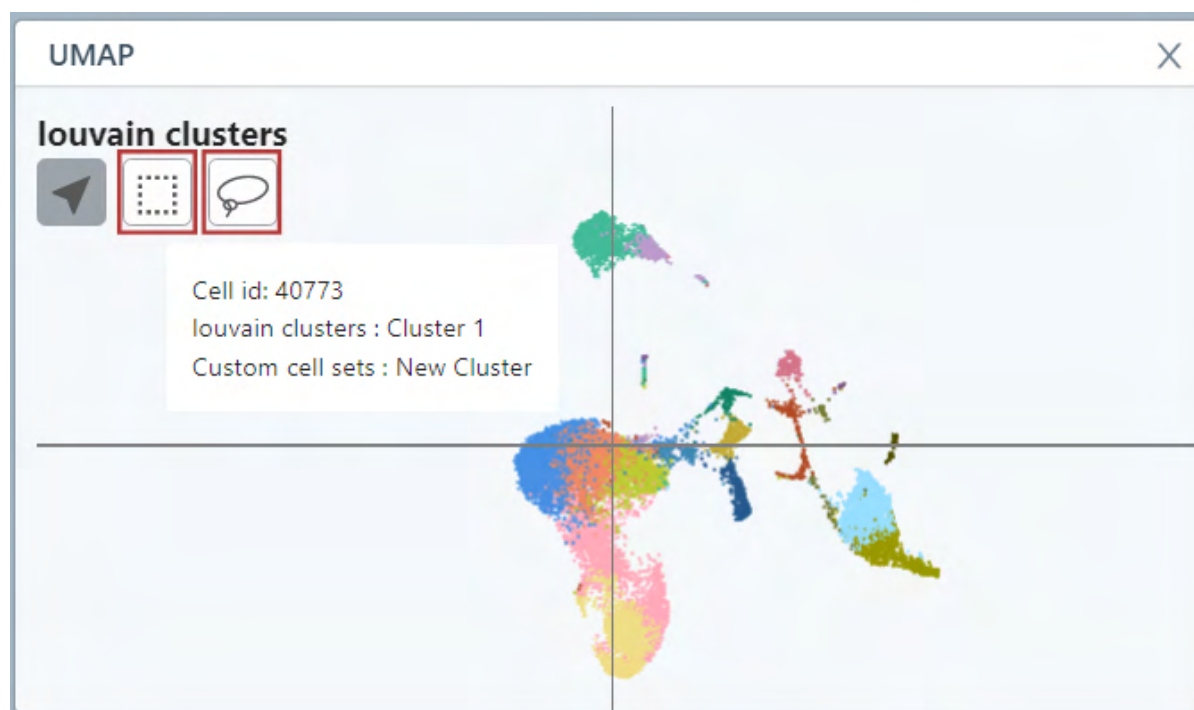 UMAP
louvain clusters
Cell id: 40773
louvain clusters : Cluster 1
Custom cell sets : New Cluster